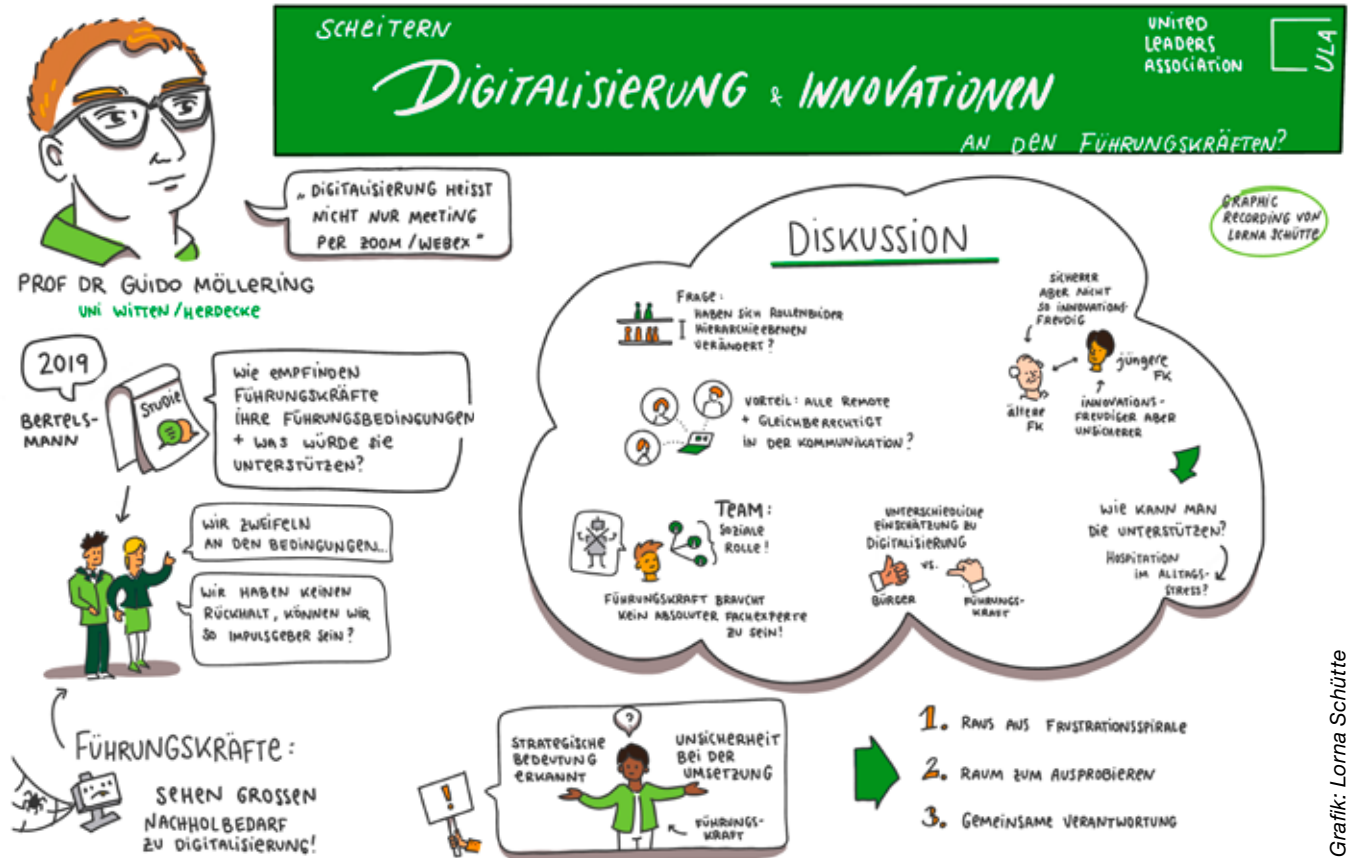 SCHEITERN
DIGITALISIERUNG & INNOVATIONEN
AN DEN FÜHRUNGSKRÄFTEN?
UNITED
LEADERS
ASSOCIATION
ULA
„DIGITALISIERUNG HEISST
NICHT NUR MEETING
PER ZOOM/WEBEX"
PROF DR GUIDO MÖLLERING
UNI WITTEN/HERDECKE
GRAPHIC
RECORDING VON
LORNA SCHÜTTE
2019
BERTELS-
MANN
STUDIE
WIE EMPFINDEN
FÜHRUNGSKRÄFTE
IHRE FÜHRUNGSBEDINGUNGEN
+ WAS WÜRDE SIE
UNTERSTÜTZEN?
WIR ZWEIFELN
AN DEN BEDINGUNGEN...
WIR HABEN KEINEN
RÜCKHALT, KÖNNEN WIR
SO IMPULSGEBER SEIN?
FÜHRUNGSKRÄFTE:
SEHEN GROSSEN
NACHHOLBEDARF
ZU DIGITALISIERUNG!
DISKUSSION
FRAGE:
HABEN SICH ROLLENBILDER
HIERARCHIEEBENEN
VERÄNDERT?
VORTEIL: ALLE REMOTE
+ GLEICHBERECHTIGT
IN DER KOMMUNIKATION?
TEAM:
SOZIALE
ROLLE!
FÜHRUNGSKRAFT BRAUCHT
KEIN ABSOLUTER FACHEXPERTE
ZU SEIN!
UNTERSCHIEDLICHE
EINSCHÄTZUNG ZU
DIGITALISIERUNG
VS.
BÜRGER
FÜHRUNGS-
KRAFT
SICHERER
ABER NICHT
SO INNOVATIONS-
FREUDIG
ÄLTERE
FK
JÜNGERE
FK
INNOVATIONS-
FREUDIGER ABER
UNSICHERER
WIE KANN MAN
DIE UNTERSTÜTZEN?
HOSPITATION
IM ALLTAGS-
STRESS?
!
?
STRATEGISCHE
BEDEUTUNG
ERKANNT
UNSICHERHEIT
BEI DER
UMSETZUNG
FÜHRUNGS-
KRAFT
1. RAUS AUS FRUSTRATIONSSPIRALE
2. RAUM ZUM AUSPROBIEREN
3. GEMEINSAME VERANTWORTUNG
Grafik: Lorna Schütte